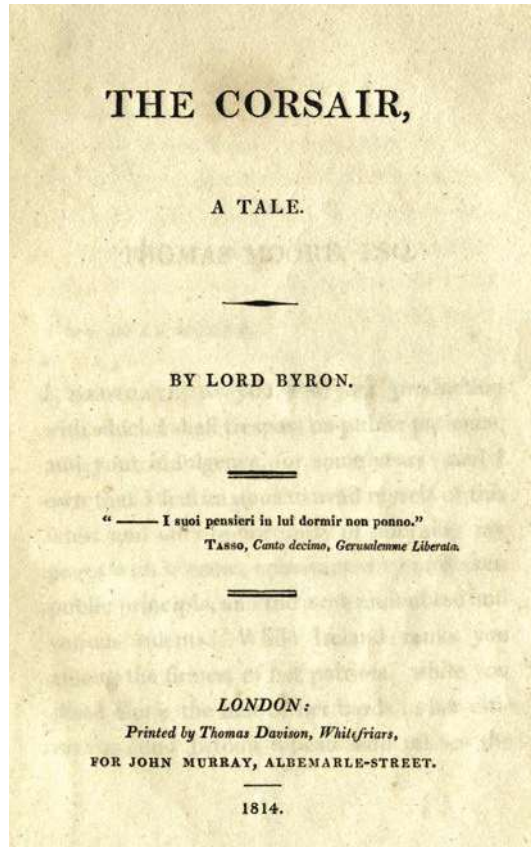 THE CORSAIR,
A TALE.
BY LORD BYRON.
“ —— I suoi pensieri in lui dormir non ponno.”
TASSO, Canto decimo, Gerusalemme Liberata.
LONDON:
Printed by Thomas Davison, Whitefriars,
FOR JOHN MURRAY, ALBEMARLE-STREET.
1814.